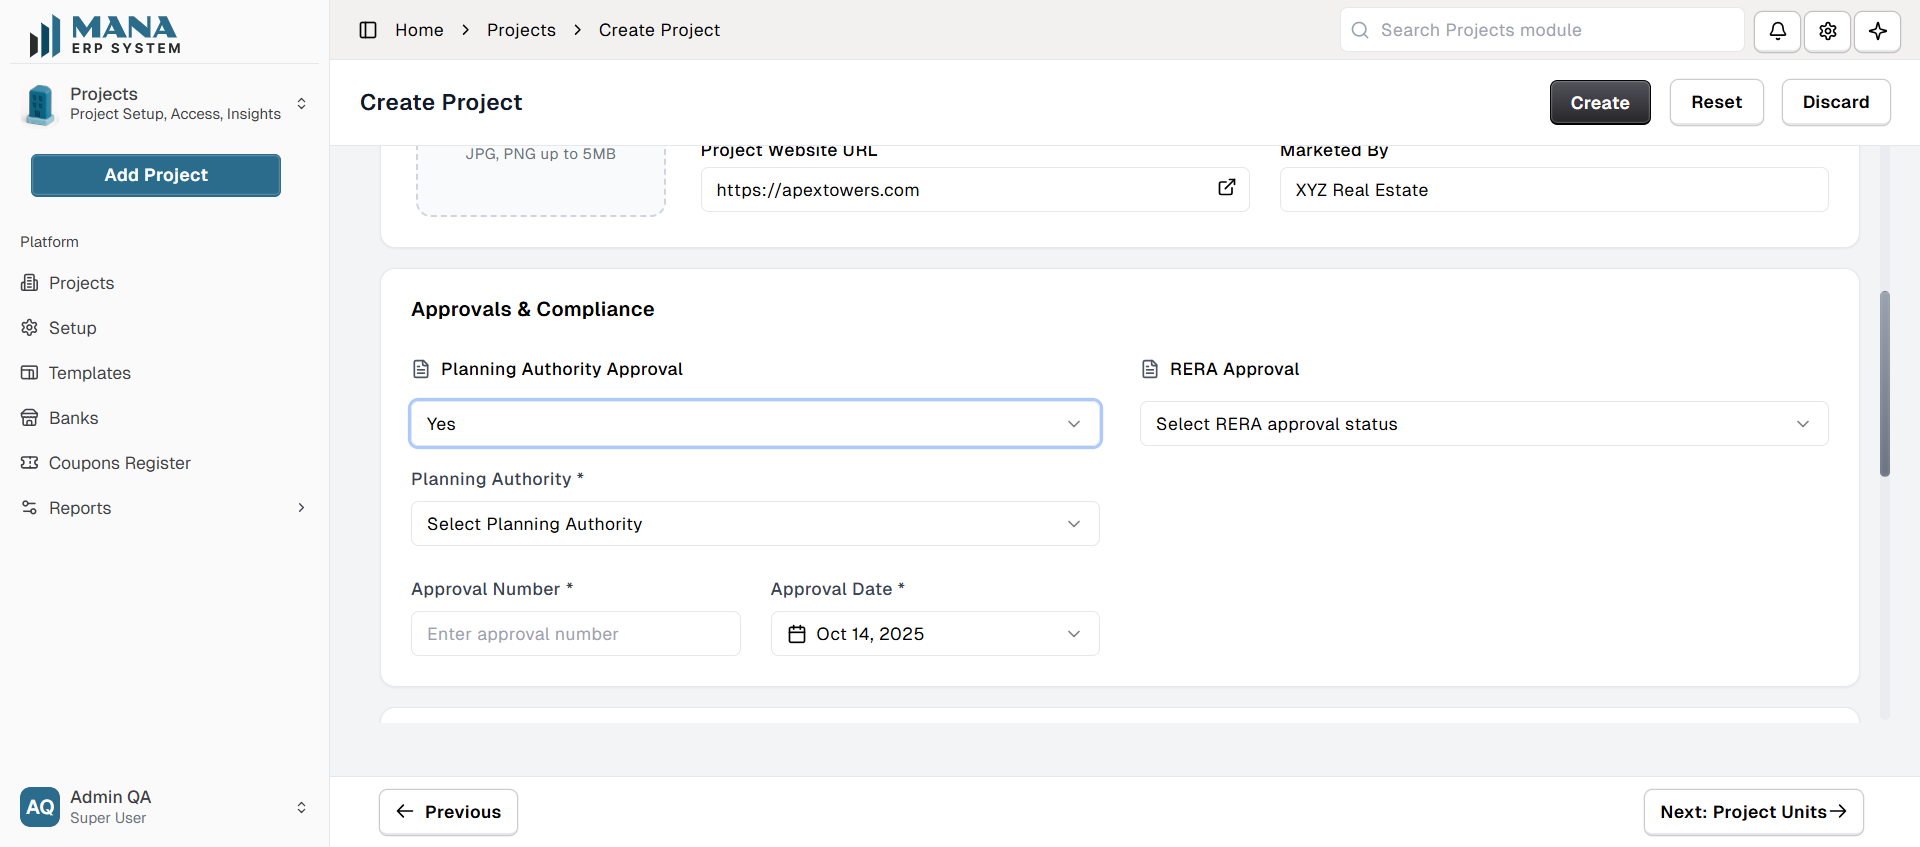 MANA
ERP SYSTEM
Projects
Project Setup, Access, Insights
Add Project
Platform
Projects
Setup
Templates
Banks
Coupons Register
Reports
AQ
Admin QA
Super User
Home
Projects
Create Project
Search Projects module
Create Project
Create
Reset
Discard
JPG, PNG up to 5MB
Project Website URL
https://apextowers.com
Marketed By
XYZ Real Estate
Approvals & Compliance
Planning Authority Approval
Yes
RERA Approval
Select RERA approval status
Planning Authority *
Select Planning Authority
Approval Number *
Enter approval number
Approval Date *
Oct 14, 2025
Previous
Next: Project Units